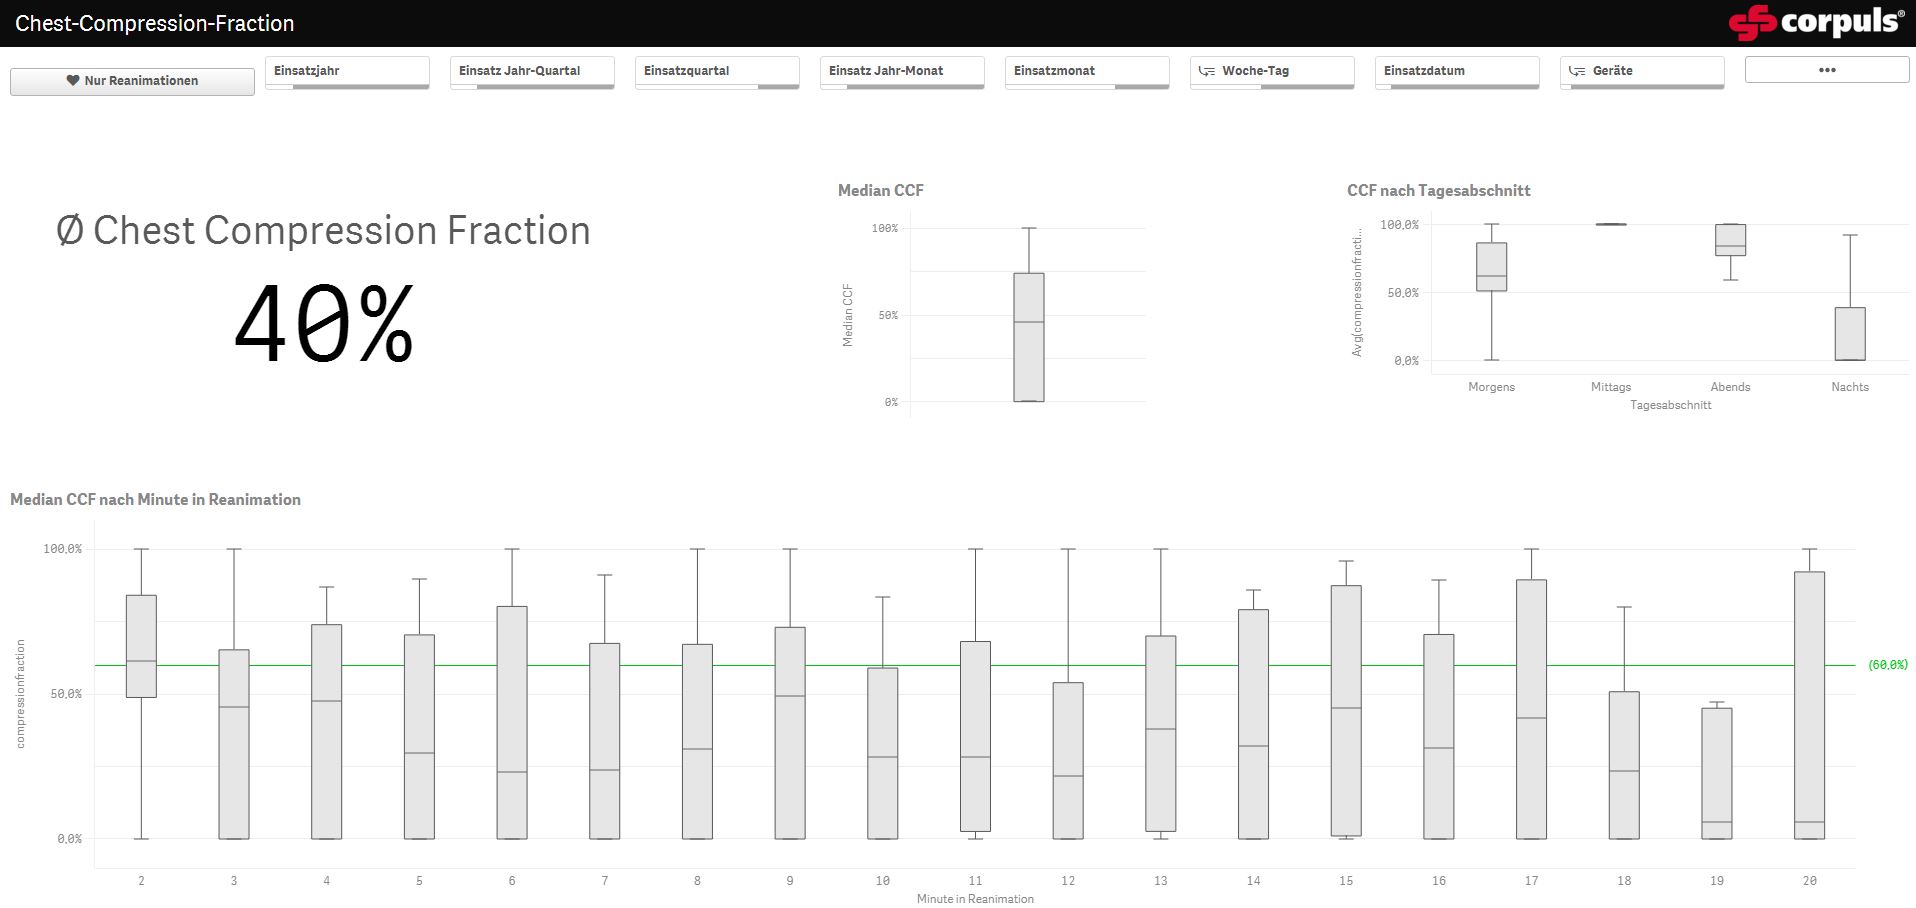 Chest-Compression-Fraction
corpuls®
Nur Reanimationen
Einsatzjahr
Einsatz Jahr-Quartal
Einsatzquartal
Einsatz Jahr-Monat
Einsatzmonat
Woche-Tag
Einsatzdatum
Geräte
•••
Ø Chest Compression Fraction
40%
Median CCF
Median CCF
100%
50%
0%
CCF nach Tagesabschnitt
Avg(compressionfracti...
100,0%
50,0%
0,0%
Morgens Mittags Abends Nachts
Tagesabschnitt
Median CCF nach Minute in Reanimation
compressionfraction
100,0%
(60,0%)
50,0%
0,0%
2 3 4 5 6 7 8 9 10 11 12 13 14 15 16 17 18 19 20
Minute in Reanimation